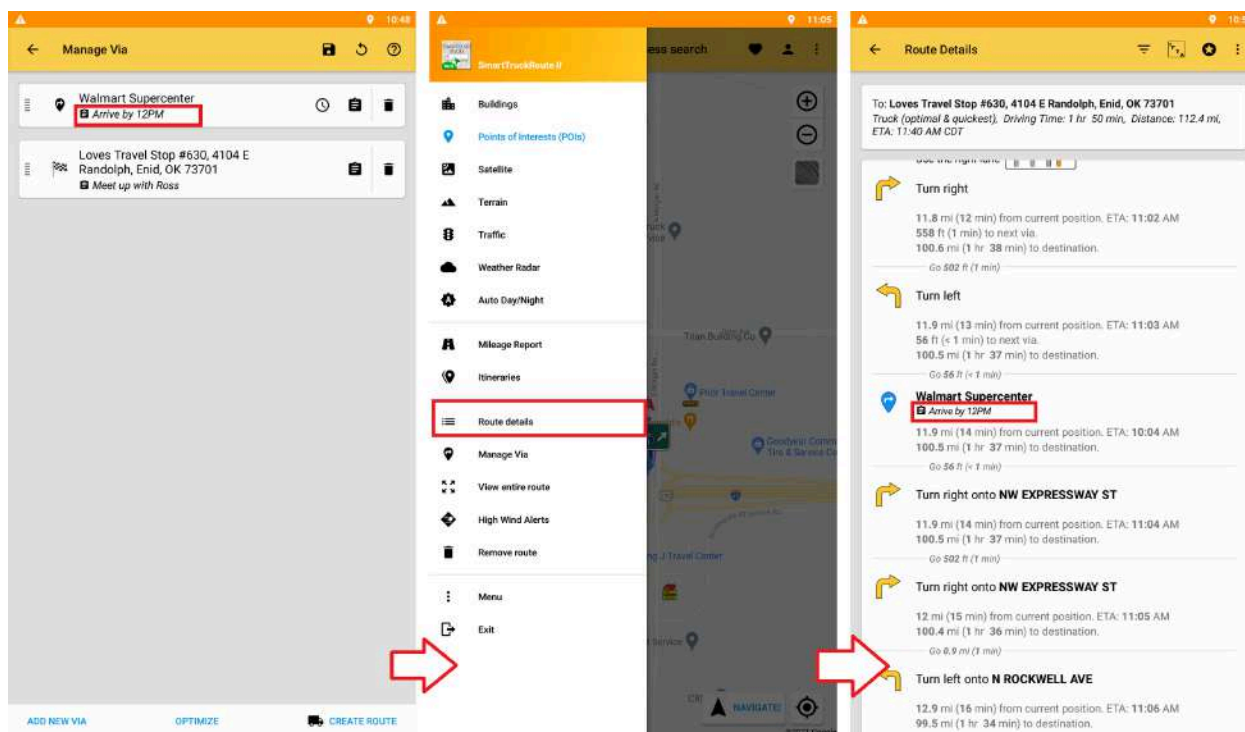 10:48
Manage Via
Walmart Supercenter
Arrive by 12PM
Loves Travel Stop #630, 4104 E
Randolph, Enid, OK 73701
Meet up with Ross
ADD NEW VIA
OPTIMIZE
CREATE ROUTE
11:05
SmartTruckRoute
ess search
Buildings
Points of Interests (POIs)
Satellite
Terrain
Traffic
Weather Radar
Auto Day/Night
Mileage Report
Itineraries
Route details
Manage Via
View entire route
High Wind Alerts
Remove route
Menu
Exit
Titan Building Co
Pilot Travel Center
Goodyear Comm
Tire & Service Ce
ng J Travel Center
t Service
NAVIGATE!
Route Details
To: Loves Travel Stop #630, 4104 E Randolph, Enid, OK 73701
Truck (optimal & quickest), Driving Time: 1 hr 50 min, Distance: 112.4 mi,
ETA: 11:40 AM CDT
Use the right lane
Turn right
11.8 mi (12 min) from current position. ETA: 11:02 AM
558 ft (1 min) to next via.
100.6 mi (1 hr 38 min) to destination.
Go 502 ft (1 min)
Turn left
11.9 mi (13 min) from current position. ETA: 11:03 AM
56 ft (< 1 min) to next via.
100.5 mi (1 hr 37 min) to destination.
Go 56 ft (< 1 min)
Walmart Supercenter
Arrive by 12PM
11.9 mi (14 min) from current position. ETA: 10:04 AM
100.5 mi (1 hr 37 min) to destination.
Go 56 ft (< 1 min)
Turn right onto NW EXPRESSWAY ST
11.9 mi (14 min) from current position. ETA: 11:04 AM
100.5 mi (1 hr 37 min) to destination.
Go 502 ft (1 min)
Turn right onto NW EXPRESSWAY ST
12 mi (15 min) from current position. ETA: 11:05 AM
100.4 mi (1 hr 36 min) to destination.
Go 0.9 mi (1 min)
Turn left onto N ROCKWELL AVE
12.9 mi (16 min) from current position. ETA: 11:06 AM
99.5 mi (1 hr 34 min) to destination.